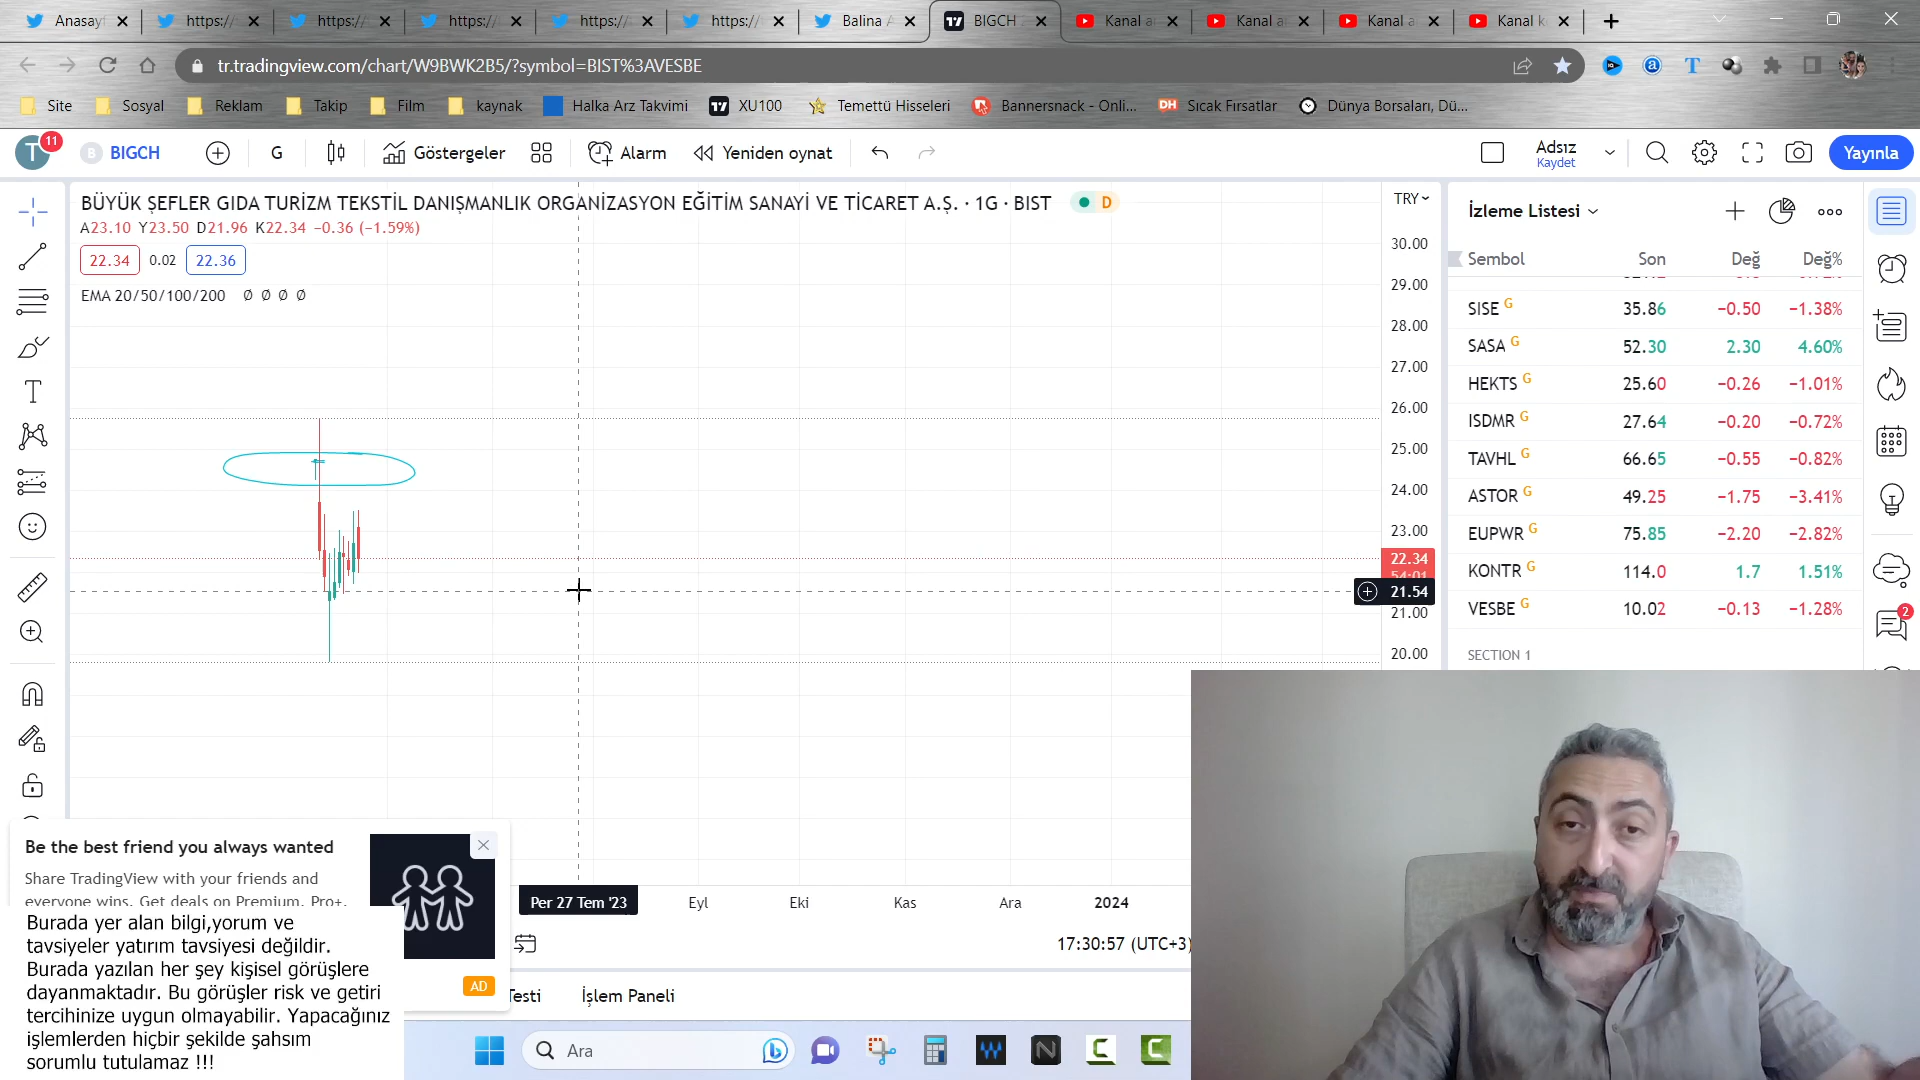 Anasayf
https://
https://
https://
https://
https://
Balina A
BIGCH
Kanal a
Kanal a
Kanal a
Kanal k
tr.tradingview.com/chart/W9BWK2B5/?symbol=BIST%3AVESBE
Site
Sosyal
Reklam
Takip
Film
kaynak
Halka Arz Takvimi
XU100
Temettü Hisseleri
Bannersnack - Onli...
DH Sıcak Fırsatlar
Dünya Borsaları, Dü...
T 11
B BIGCH
G
Göstergeler
Alarm
Yeniden oynat
Adsız
Kaydet
Yayınla
BÜYÜK ŞEFLER GIDA TURİZM TEKSTİL DANIŞMANLIK ORGANİZASYON EĞİTİM SANAYİ VE TİCARET A.Ş. · 1G · BIST D
A23.10 Y23.50 D21.96 K22.34 −0.36 (−1.59%)
22.34 0.02 22.36
EMA 20/50/100/200 Ø Ø Ø Ø
TRY
30.00
29.00
28.00
27.00
26.00
25.00
24.00
23.00
22.34
54:01
21.54
21.00
20.00
İzleme Listesi
Sembol Son Değ Değ%
SISE G 35.86 −0.50 −1.38%
SASA G 52.30 2.30 4.60%
HEKTS G 25.60 −0.26 −1.01%
ISDMR G 27.64 −0.20 −0.72%
TAVHL G 66.65 −0.55 −0.82%
ASTOR G 49.25 −1.75 −3.41%
EUPWR G 75.85 −2.20 −2.82%
KONTR G 114.0 1.7 1.51%
VESBE G 10.02 −0.13 −1.28%
SECTION 1
2
Be the best friend you always wanted
Share TradingView with your friends and
everyone wins. Get deals on Premium, Pro+,
AD
Burada yer alan bilgi,yorum ve
tavsiyeler yatırım tavsiyesi değildir.
Burada yazılan her şey kişisel görüşlere
dayanmaktadır. Bu görüşler risk ve getiri
tercihinize uygun olmayabilir. Yapacağınız
işlemlerden hiçbir şekilde şahsım
sorumlu tutulamaz !!!
Per 27 Tem '23
Eyl
Eki
Kas
Ara
2024
17:30:57 (UTC+3)
Testi
İşlem Paneli
Ara